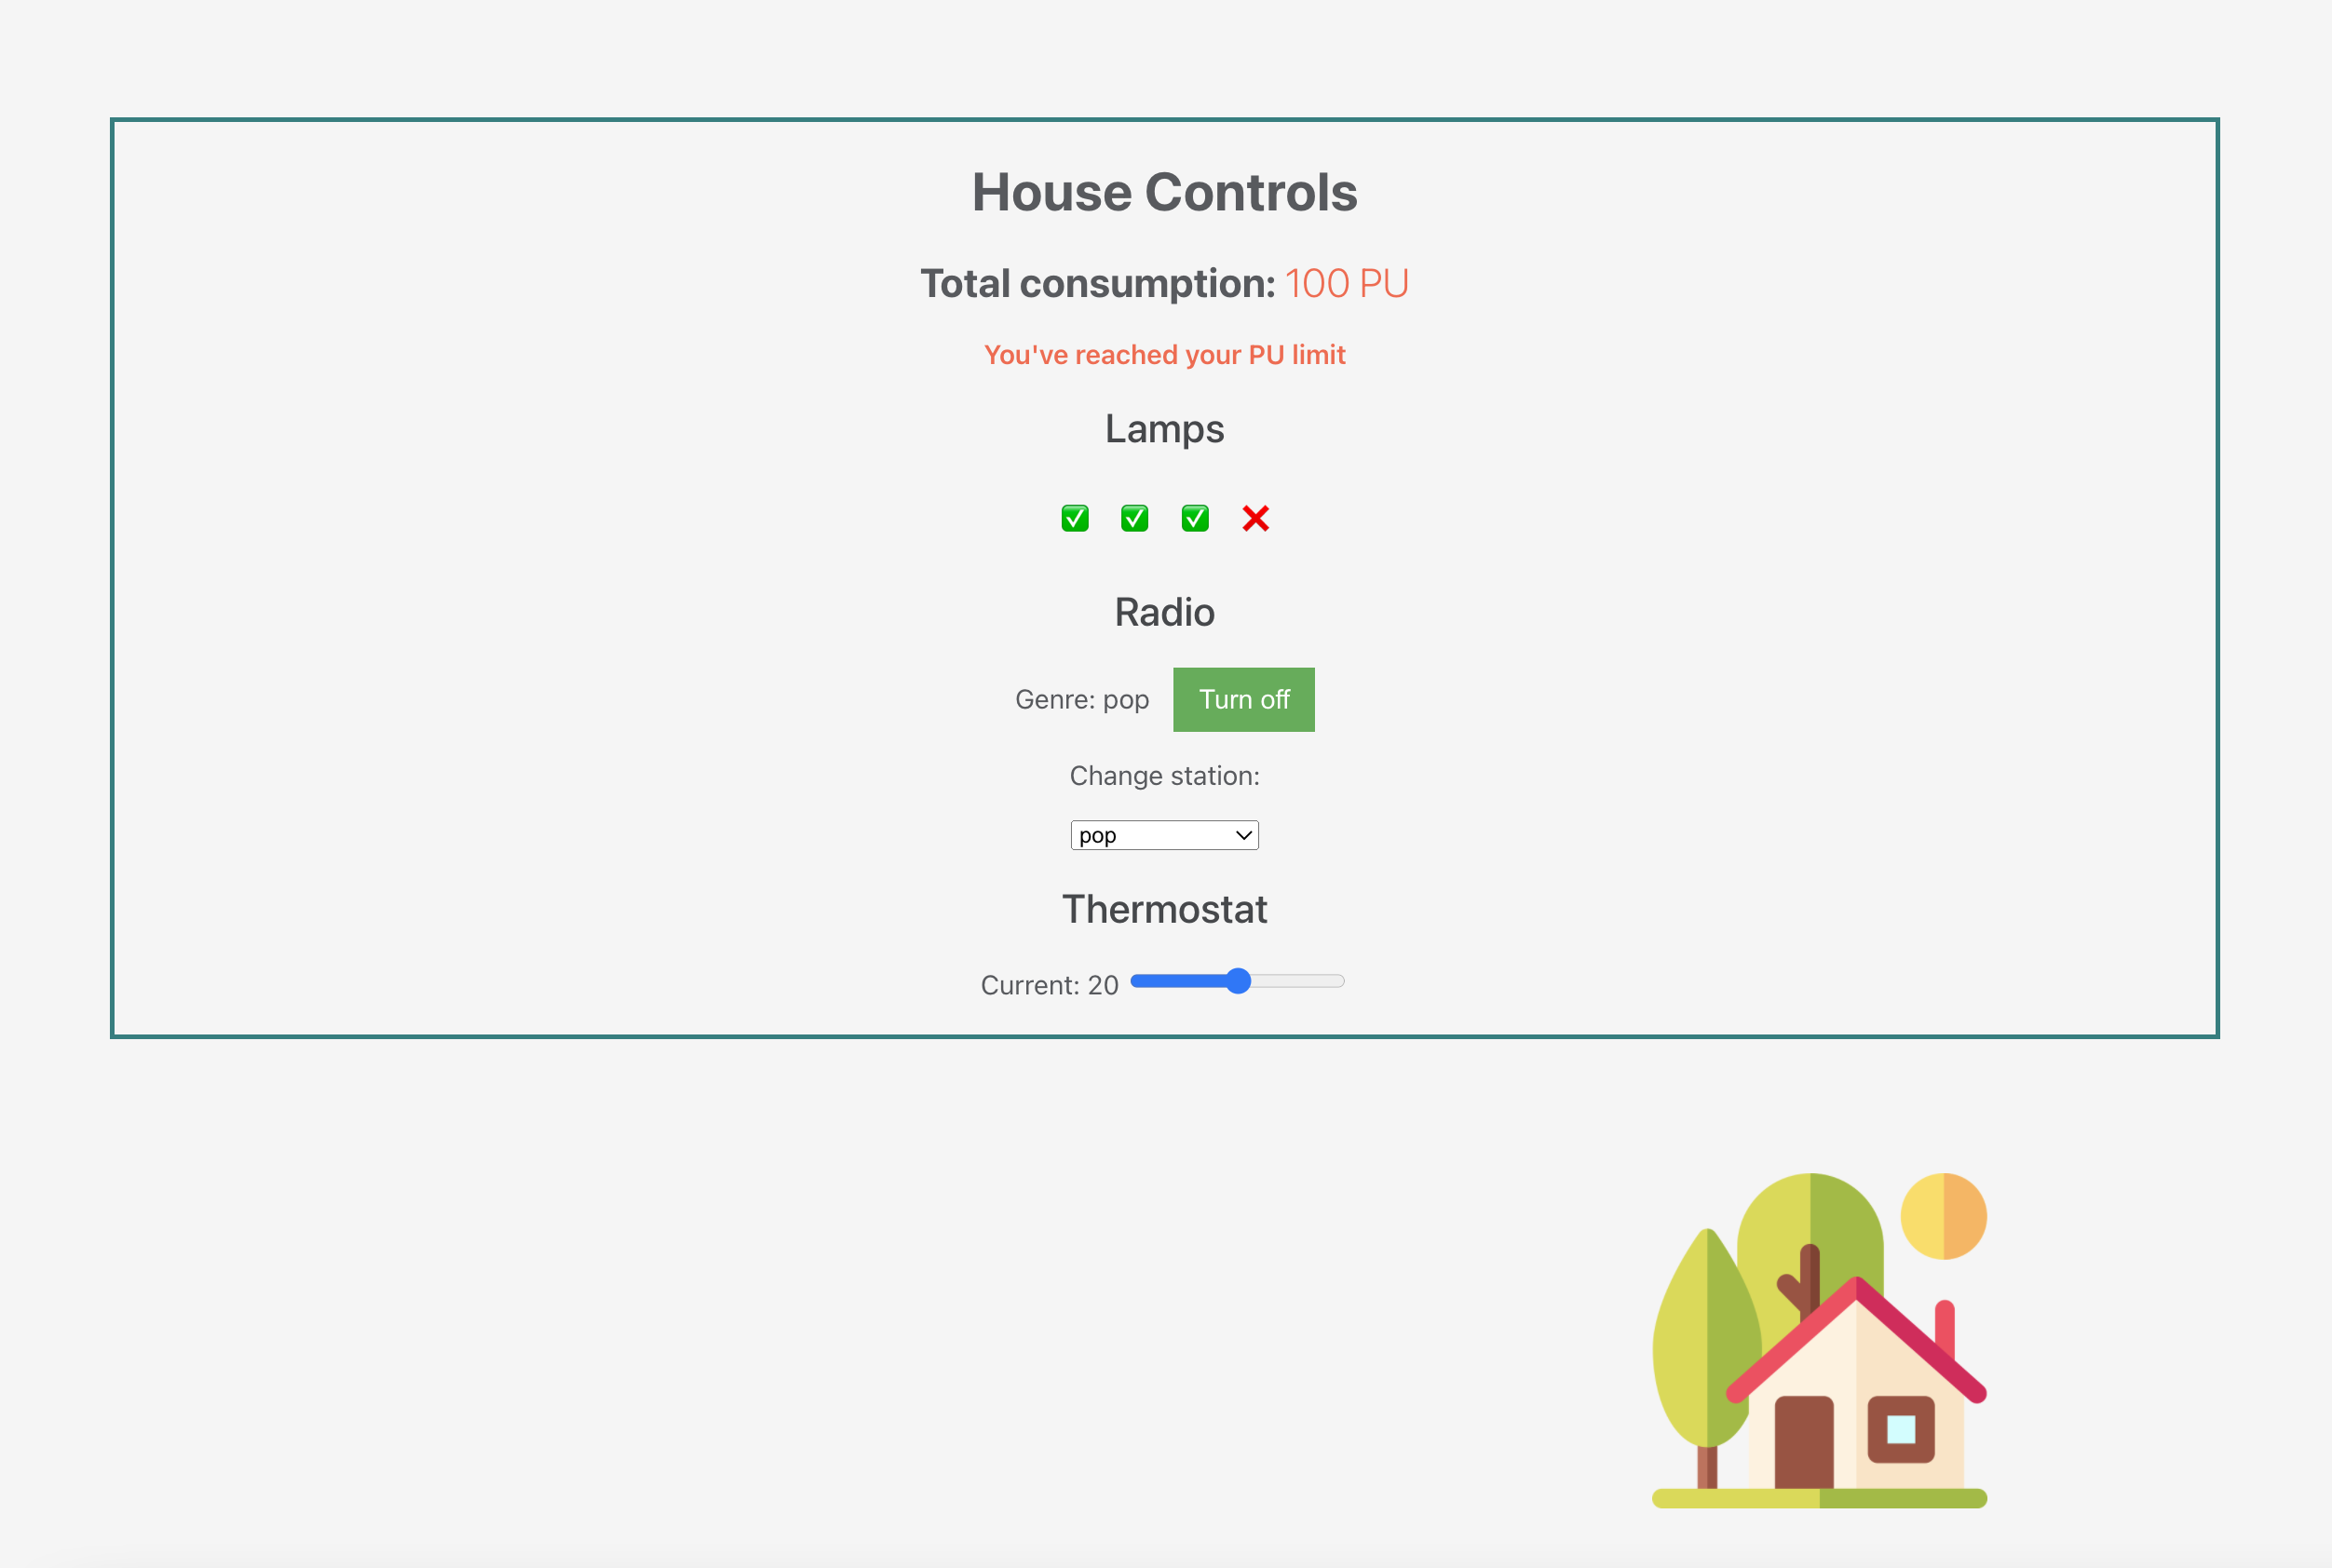 House Controls
Total consumption: 100 PU
You've reached your PU limit
Lamps
✅ ✅ ✅ ❌
Radio
Genre: pop Turn off
Change station:
pop
Thermostat
Current: 20